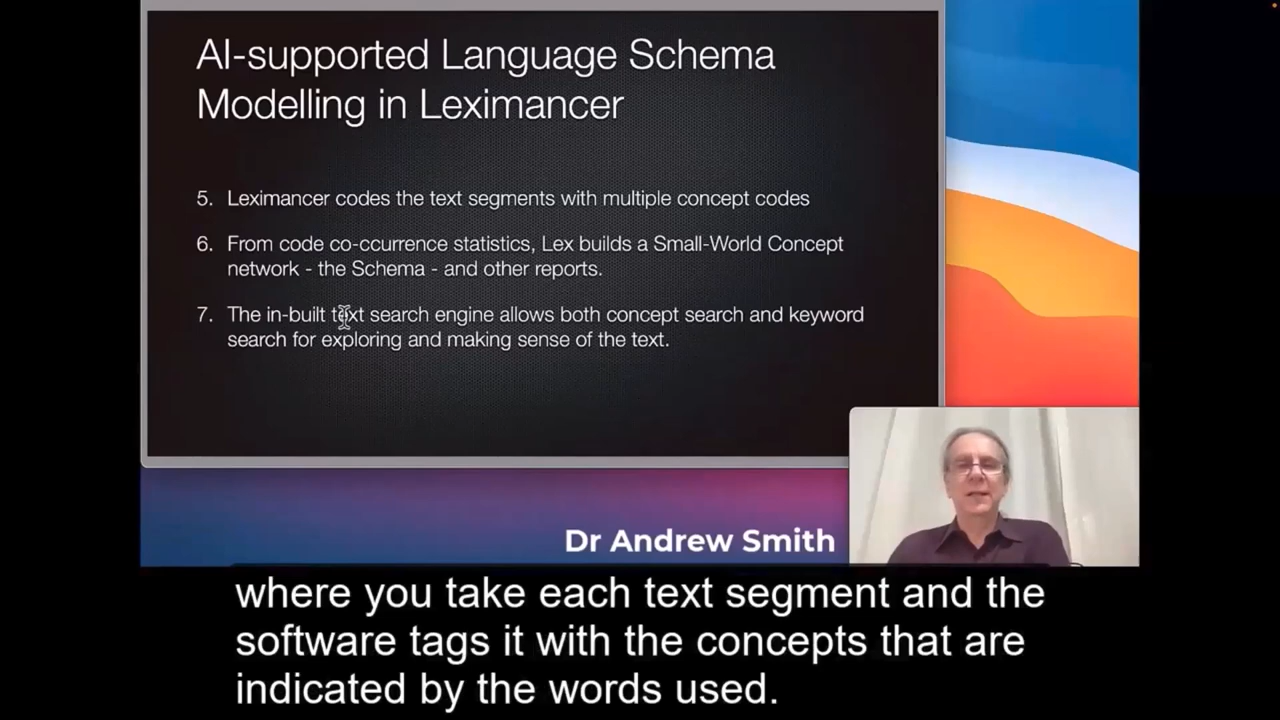 AI-supported Language Schema
Modelling in Leximancer
5. Leximancer codes the text segments with multiple concept codes
6. From code co-ccurrence statistics, Lex builds a Small-World Concept
network - the Schema - and other reports.
7. The in-built text search engine allows both concept search and keyword
search for exploring and making sense of the text.
Dr Andrew Smith
where you take each text segment and the
software tags it with the concepts that are
indicated by the words used.